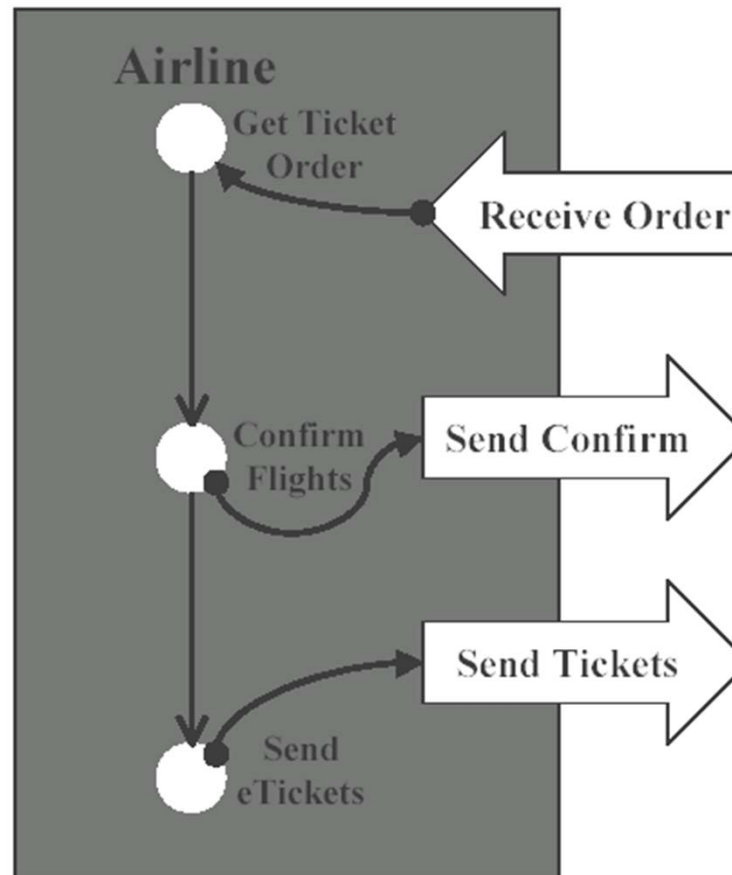 Airline
Get Ticket
Order
Receive Order
Confirm
Flights
Send Confirm
Send Tickets
Send
eTickets